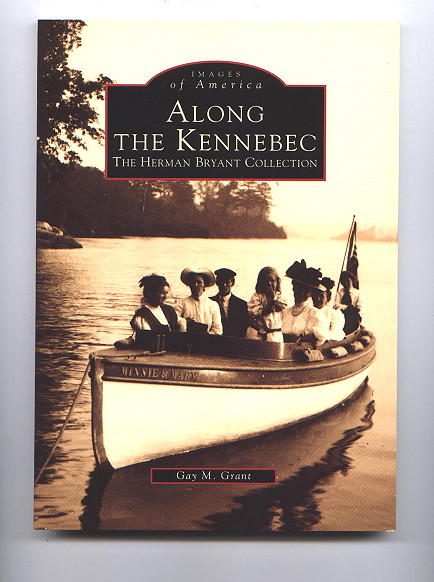 IMAGES
of America
ALONG
THE KENNEBEC
THE HERMAN BRYANT COLLECTION
MINNIE & MARY
Gay M. Grant